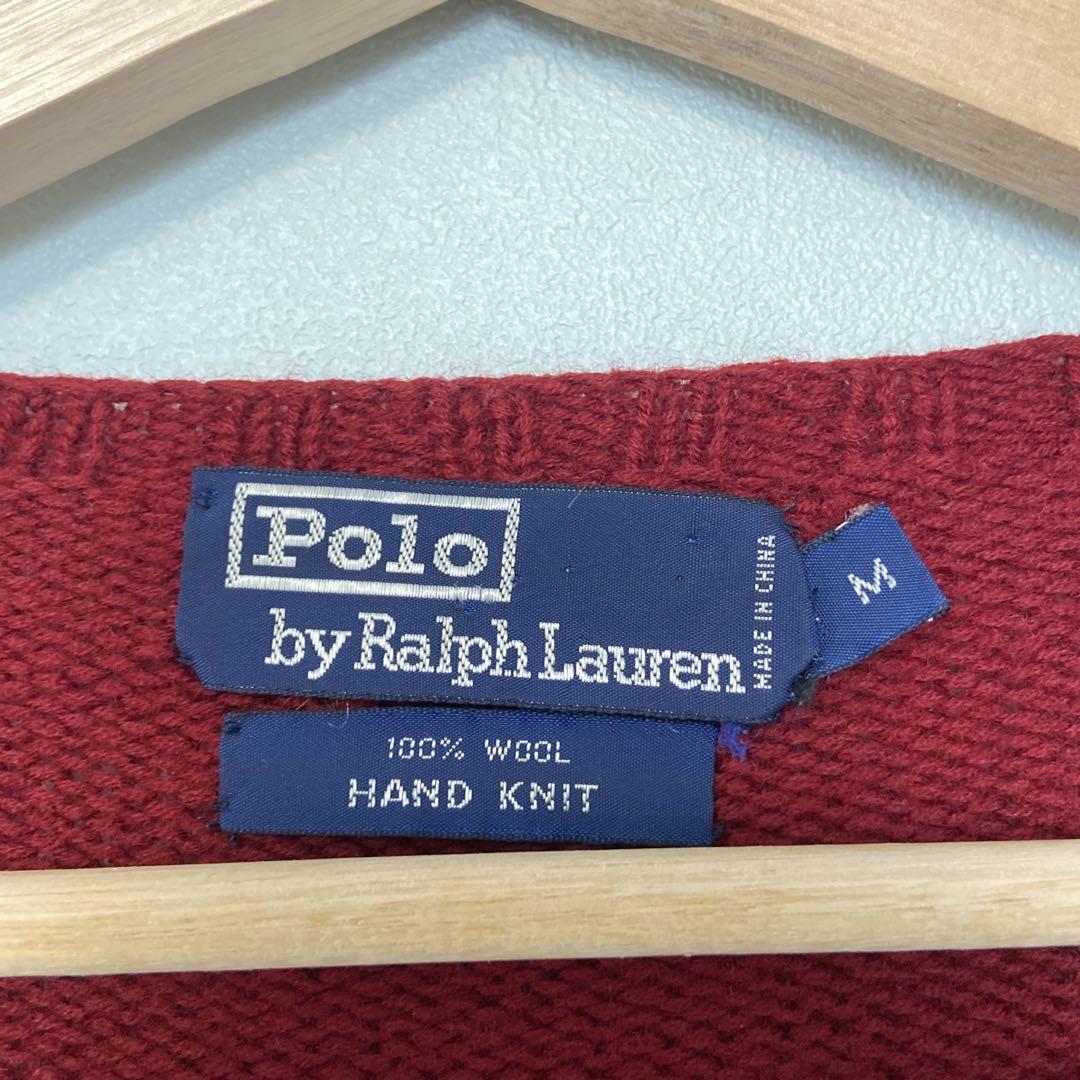 Polo
by Ralph Lauren
MADE IN CHINA
M
100% WOOL
HAND KNIT